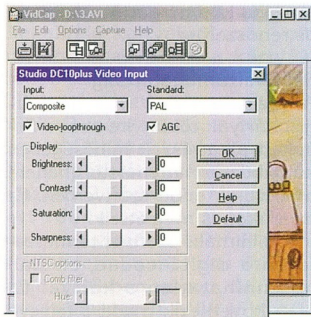 VidCap - D:\3.AVI
File Edit Options Capture Help
Studio DC10plus Video Input
Input: Standard:
Composite PAL
Video-loopthrough AGC
Display
Brightness: 0
Contrast: 0
Saturation: 0
Sharpness: 0
OK
Cancel
Help
Default
NTSC options
Comb filter
Hue: